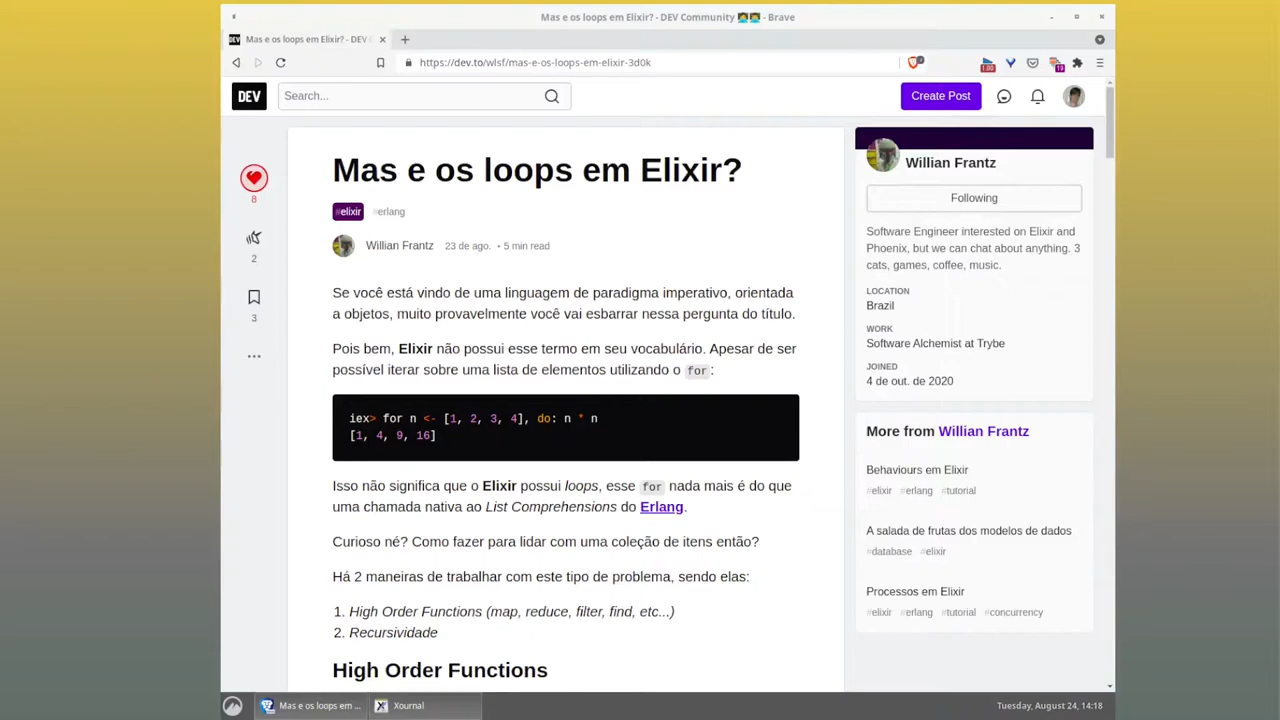 Mas e os loops em Elixir? - DEV Community 👩‍💻👨‍💻 - Brave
DEV Mas e os loops em Elixir? - DEV C
https://dev.to/wlsf/mas-e-os-loops-em-elixir-3d0k
1.00
19
DEV
Search...
Create Post
Mas e os loops em Elixir?
#elixir #erlang
Willian Frantz 23 de ago. • 5 min read
8
2
3
Se você está vindo de uma linguagem de paradigma imperativo, orientada
a objetos, muito provavelmente você vai esbarrar nessa pergunta do título.
Pois bem, Elixir não possui esse termo em seu vocabulário. Apesar de ser
possível iterar sobre uma lista de elementos utilizando o for:
iex> for n <- [1, 2, 3, 4], do: n * n
[1, 4, 9, 16]
Isso não significa que o Elixir possui loops, esse for nada mais é do que
uma chamada nativa ao List Comprehensions do Erlang.
Curioso né? Como fazer para lidar com uma coleção de itens então?
Há 2 maneiras de trabalhar com este tipo de problema, sendo elas:
1. High Order Functions (map, reduce, filter, find, etc...)
2. Recursividade
High Order Functions
Willian Frantz
Following
Software Engineer interested on Elixir and
Phoenix, but we can chat about anything. 3
cats, games, coffee, music.
LOCATION
Brazil
WORK
Software Alchemist at Trybe
JOINED
4 de out. de 2020
More from Willian Frantz
Behaviours em Elixir
#elixir #erlang #tutorial
A salada de frutas dos modelos de dados
#database #elixir
Processos em Elixir
#elixir #erlang #tutorial #concurrency
Mas e os loops em ...
Xournal
Tuesday, August 24, 14:18